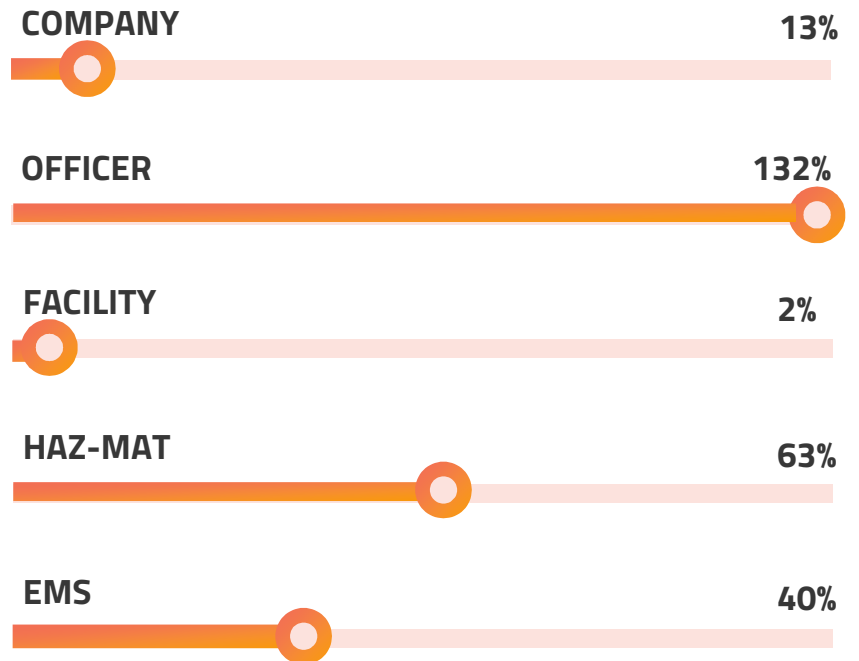 COMPANY 13%
OFFICER 132%
FACILITY 2%
HAZ-MAT 63%
EMS 40%